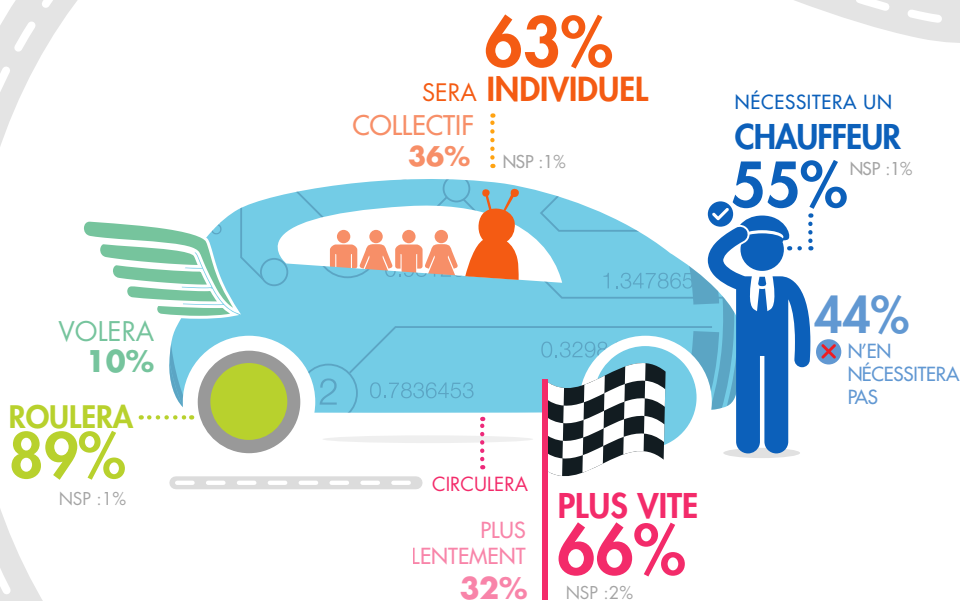 63%
SERA INDIVIDUEL
COLLECTIF
36%
NSP :1%
NÉCESSITERA UN
CHAUFFEUR
55%
NSP :1%
1.347865
44%
N'EN
NÉCESSITERA
PAS
VOLERA
10%
0.3298
2
0.7836453
ROULERA
89%
NSP :1%
CIRCULERA
PLUS VITE
66%
NSP :2%
PLUS
LENTEMENT
32%